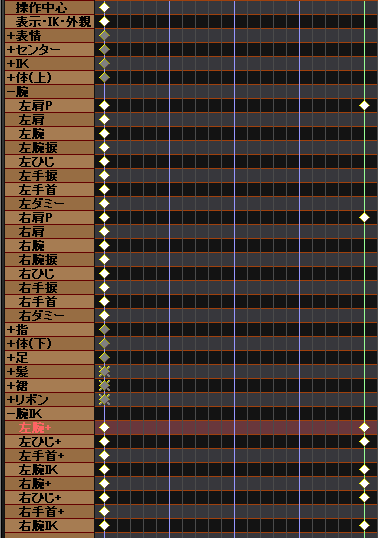 操作中心
表示・IK・外観
+表情
+センター
+IK
+体(上)
-腕
左肩P
左肩
左腕
左腕捩
左ひじ
左手捩
左手首
左ダミー
右肩P
右肩
右腕
右腕捩
右ひじ
右手捩
右手首
右ダミー
+指
+体(下)
+足
+髪
+裙
+リボン
-腕IK
左腕+
左ひじ+
左手首+
左腕IK
右腕+
右ひじ+
右手首+
右腕IK